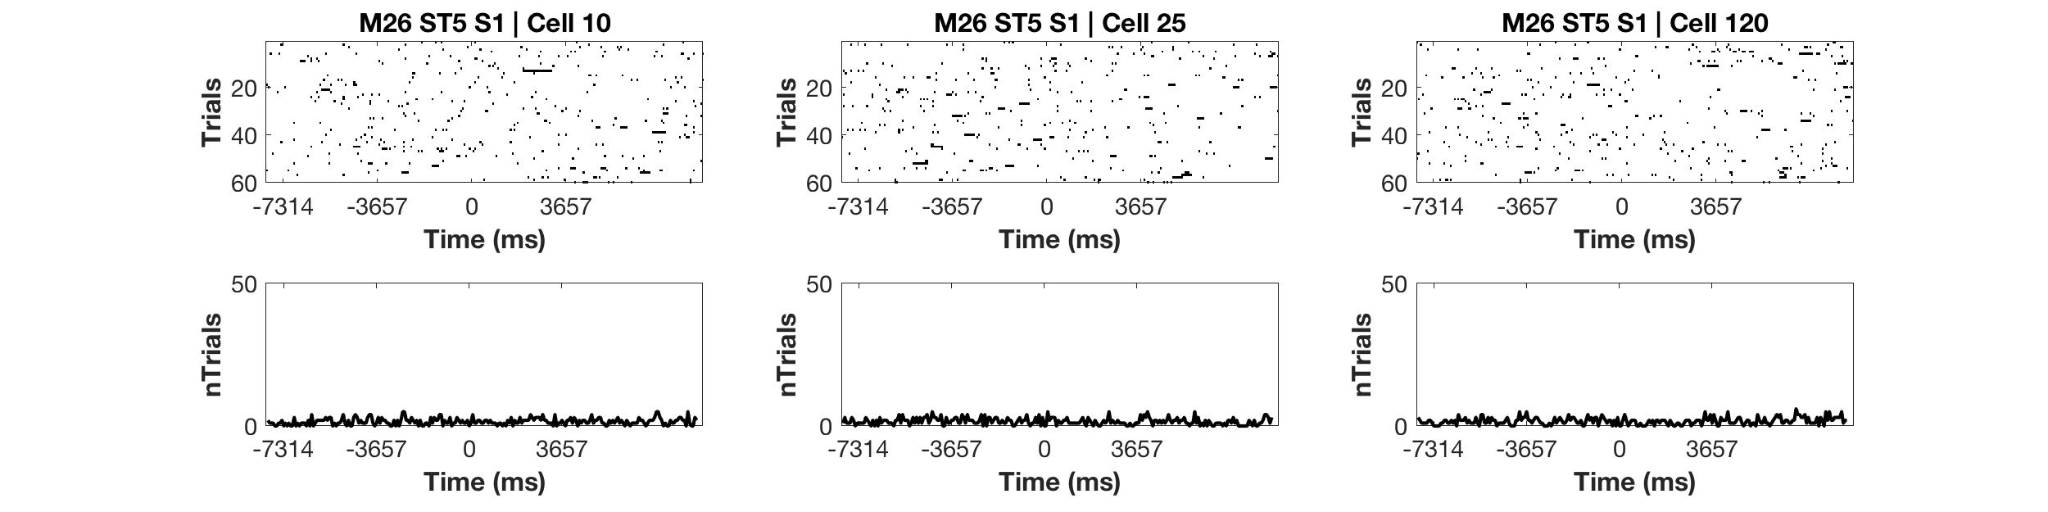 M26 ST5 S1 | Cell 10
Trials
20
40
60
-7314 -3657 0 3657
Time (ms)
nTrials
50
0
-7314 -3657 0 3657
Time (ms)
M26 ST5 S1 | Cell 25
Trials
20
40
60
-7314 -3657 0 3657
Time (ms)
nTrials
50
0
-7314 -3657 0 3657
Time (ms)
M26 ST5 S1 | Cell 120
Trials
20
40
60
-7314 -3657 0 3657
Time (ms)
nTrials
50
0
-7314 -3657 0 3657
Time (ms)